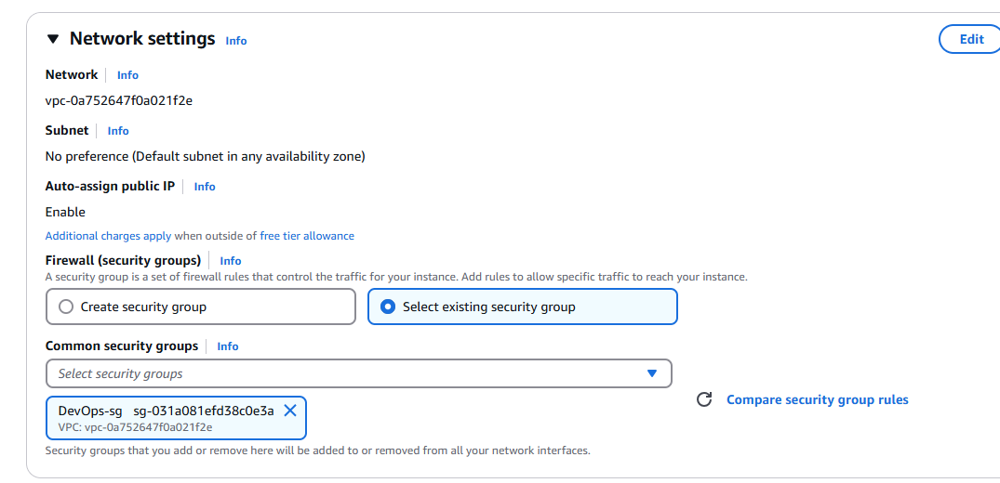 Network settings Info
Edit
Network Info
vpc-0a752647f0a021f2e
Subnet Info
No preference (Default subnet in any availability zone)
Auto-assign public IP Info
Enable
Additional charges apply when outside of free tier allowance
Firewall (security groups) Info
A security group is a set of firewall rules that control the traffic for your instance. Add rules to allow specific traffic to reach your instance.
Create security group
Select existing security group
Common security groups Info
Select security groups
DevOps-sg sg-031a081efd38c0e3a
VPC: vpc-0a752647f0a021f2e
Compare security group rules
Security groups that you add or remove here will be added to or removed from all your network interfaces.